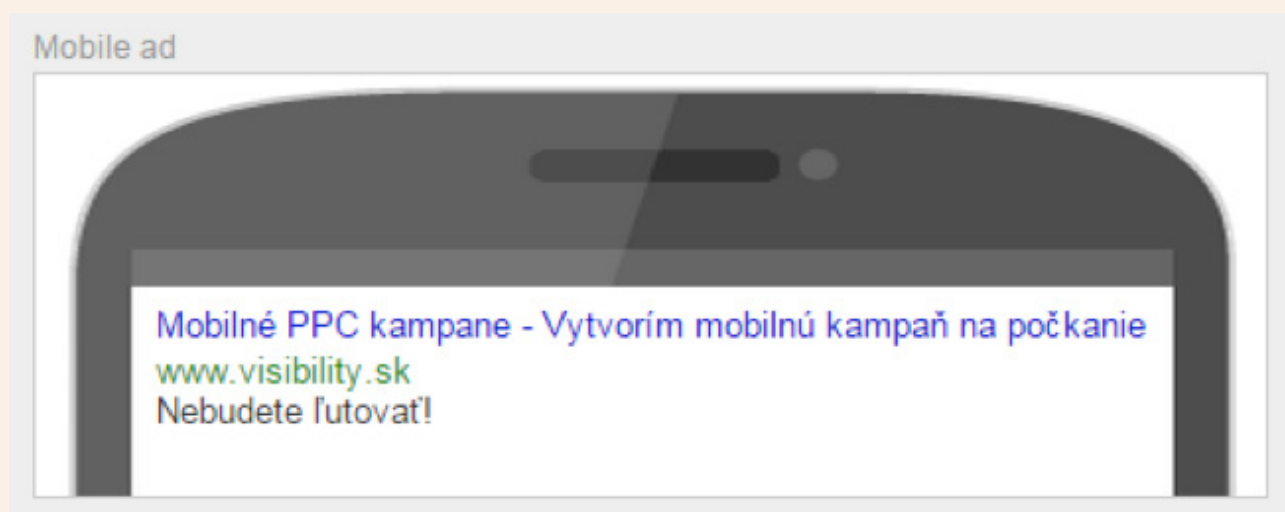 Mobile ad
Mobilné PPC kampane - Vytvorím mobilnú kampaň na počkanie
www.visibility.sk
Nebudete ľutovať!